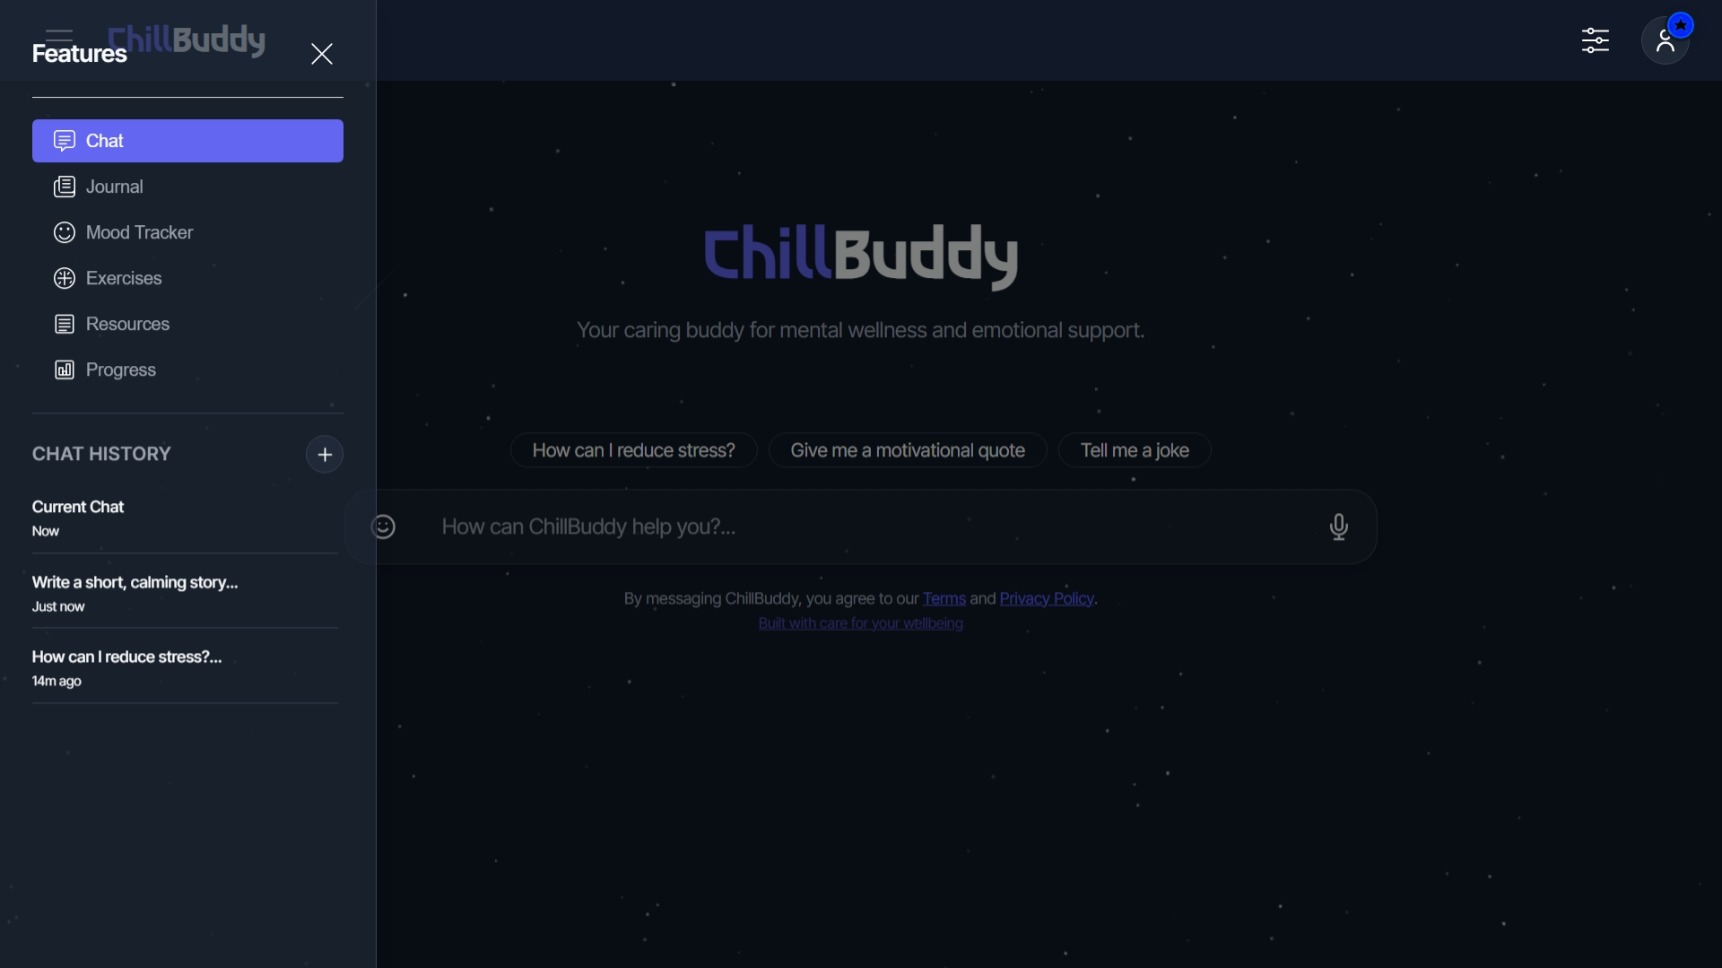 ChillBuddy
Features
Chat
Journal
Mood Tracker
Exercises
Resources
Progress
CHAT HISTORY
Current Chat
Now
Write a short, calming story...
Just now
How can I reduce stress?...
14m ago
ChillBuddy
Your caring buddy for mental wellness and emotional support.
How can I reduce stress?
Give me a motivational quote
Tell me a joke
How can ChillBuddy help you?...
By messaging ChillBuddy, you agree to our Terms and Privacy Policy.
Built with care for your wellbeing